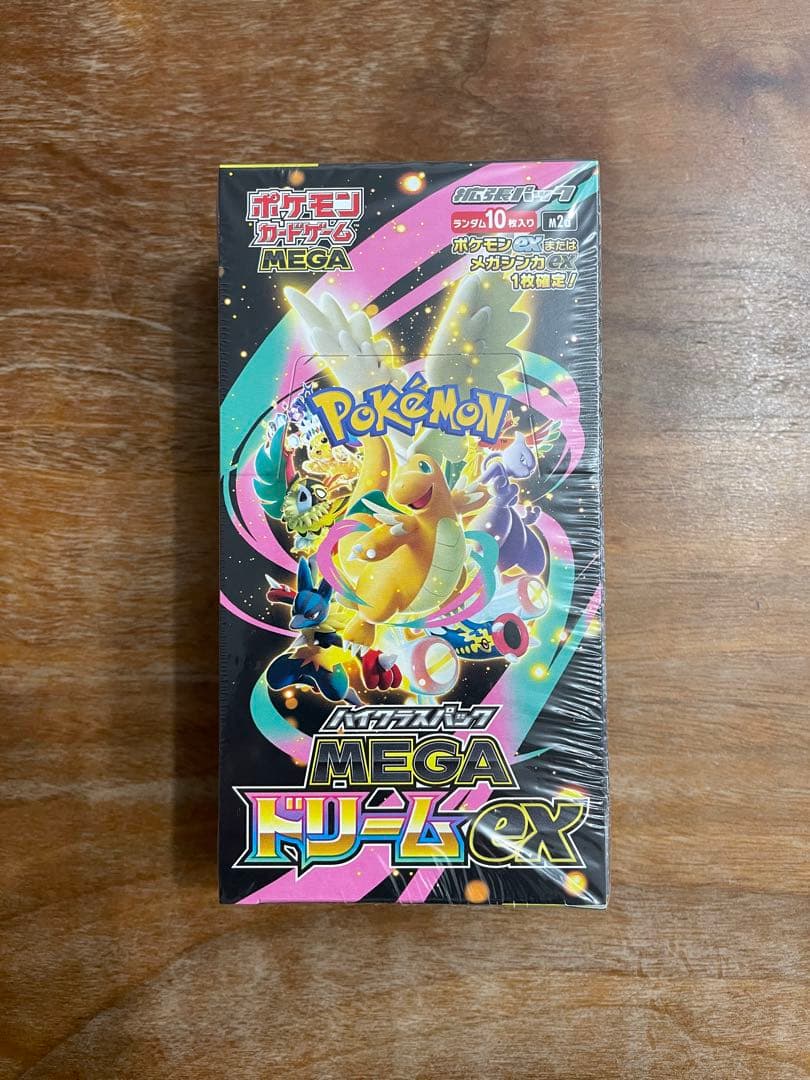 ポケモン
カードゲーム
MEGA
拡張パック
ランダム10枚入り
M2a
ポケモンexまたは
メガシンカex
1枚確定!
POKéMON
ハイクラスパック
MEGA
ドリームex